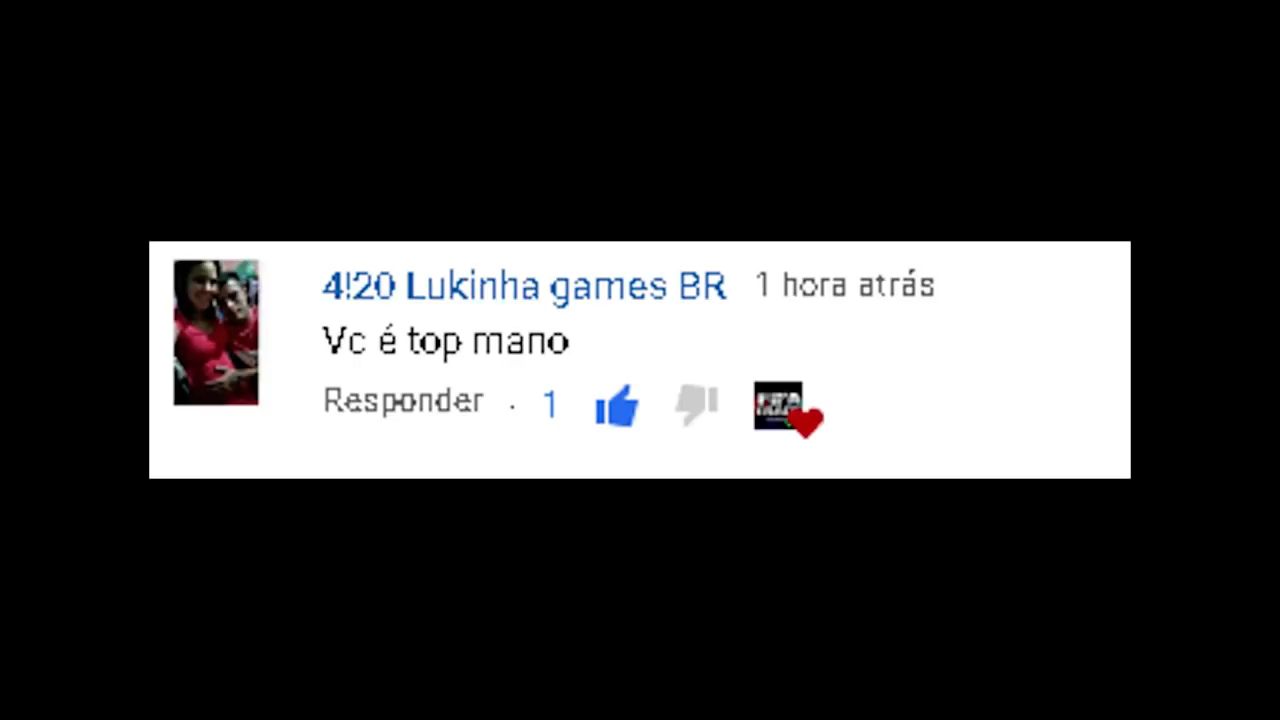 4!20 Lukinha games BR 1 hora atrás
Vc é top mano
Responder · 1